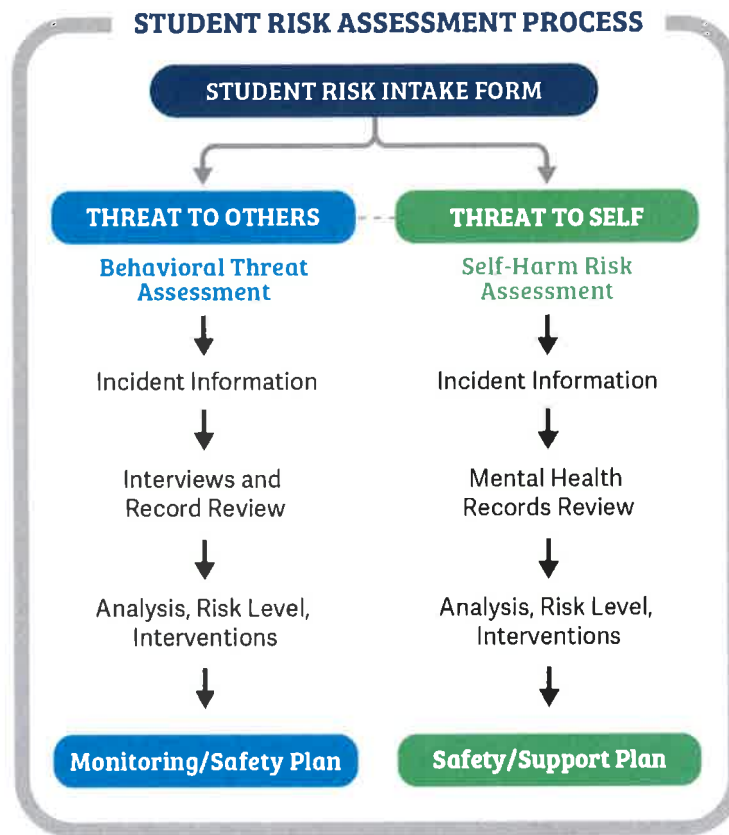 STUDENT RISK ASSESSMENT PROCESS
STUDENT RISK INTAKE FORM
THREAT TO OTHERS
Behavioral Threat
Assessment
Incident Information
Interviews and
Record Review
Analysis, Risk Level,
Interventions
Monitoring/Safety Plan
THREAT TO SELF
Self-Harm Risk
Assessment
Incident Information
Mental Health
Records Review
Analysis, Risk Level,
Interventions
Safety/Support Plan